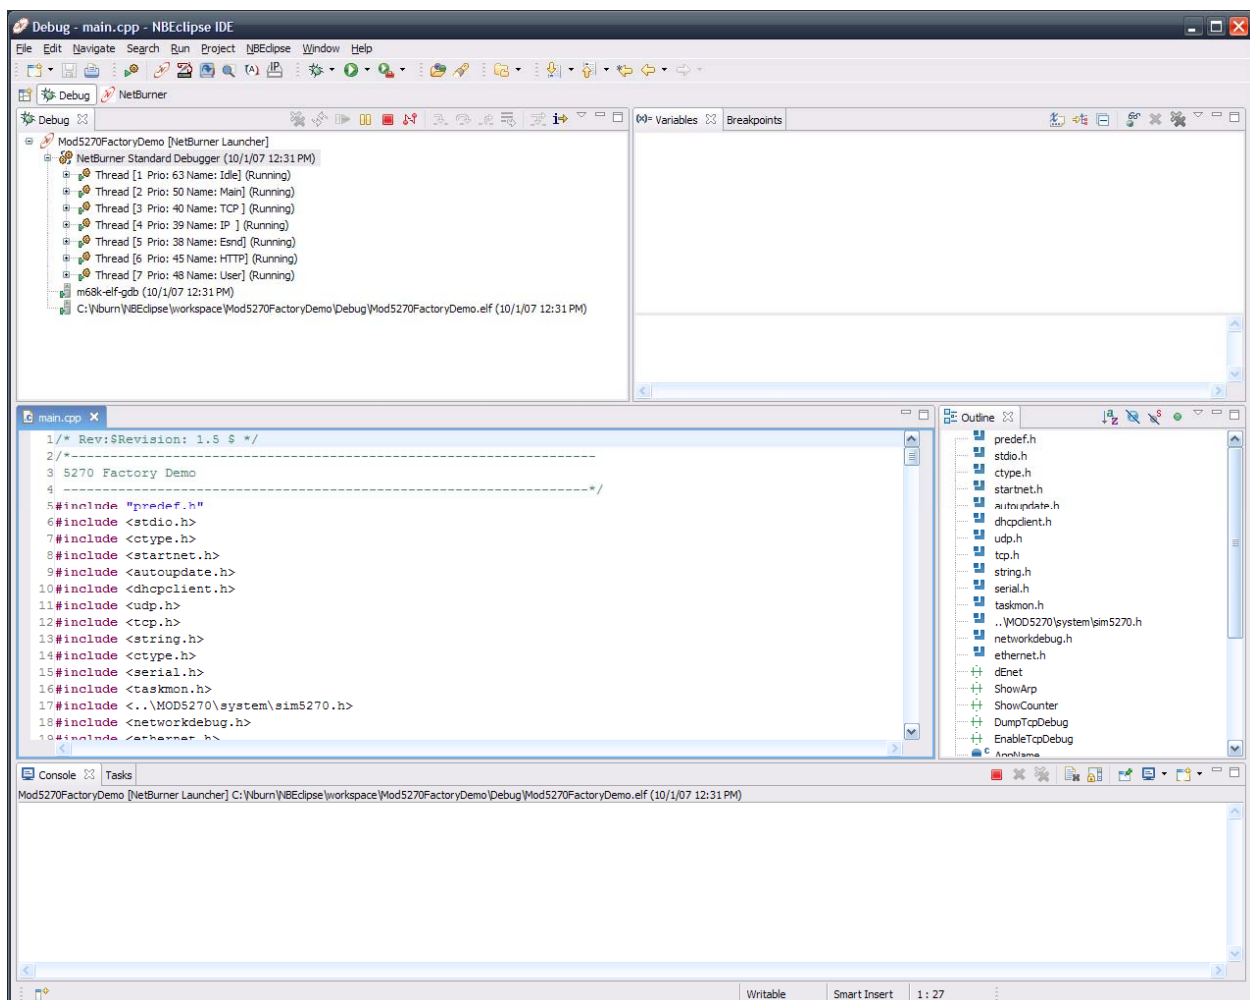 Debug - main.cpp - NBEclipse IDE
File Edit Navigate Search Run Project NBEclipse Window Help
Debug NetBurner
Debug
Mod5270FactoryDemo [NetBurner Launcher]
NetBurner Standard Debugger (10/1/07 12:31 PM)
Thread [1 Prio: 63 Name: Idle] (Running)
Thread [2 Prio: 50 Name: Main] (Running)
Thread [3 Prio: 40 Name: TCP ] (Running)
Thread [4 Prio: 39 Name: IP ] (Running)
Thread [5 Prio: 38 Name: Esnd] (Running)
Thread [6 Prio: 45 Name: HTTP] (Running)
Thread [7 Prio: 48 Name: User] (Running)
m68k-elf-gdb (10/1/07 12:31 PM)
C:\Nburn\NBEclipse\workspace\Mod5270FactoryDemo\Debug\Mod5270FactoryDemo.elf (10/1/07 12:31 PM)
(x)= Variables Breakpoints
main.cpp
1/* Rev:$Revision: 1.5 $ */
2/*-------------------------------------------------------------------
3 5270 Factory Demo
4 -------------------------------------------------------------------*/
5#include "predef.h"
6#include <stdio.h>
7#include <ctype.h>
8#include <startnet.h>
9#include <autoupdate.h>
10#include <dhcpclient.h>
11#include <udp.h>
12#include <tcp.h>
13#include <string.h>
14#include <ctype.h>
15#include <serial.h>
16#include <taskmon.h>
17#include <..\MOD5270\system\sim5270.h>
18#include <networkdebug.h>
19#include <ethernet.h>
Outline
predef.h
stdio.h
ctype.h
startnet.h
autoupdate.h
dhcpclient.h
udp.h
tcp.h
string.h
serial.h
taskmon.h
..\MOD5270\system\sim5270.h
networkdebug.h
ethernet.h
dEnet
ShowArp
ShowCounter
DumpTcpDebug
EnableTcpDebug
AppName
Console Tasks
Mod5270FactoryDemo [NetBurner Launcher] C:\Nburn\NBEclipse\workspace\Mod5270FactoryDemo\Debug\Mod5270FactoryDemo.elf (10/1/07 12:31 PM)
Writable Smart Insert 1 : 27